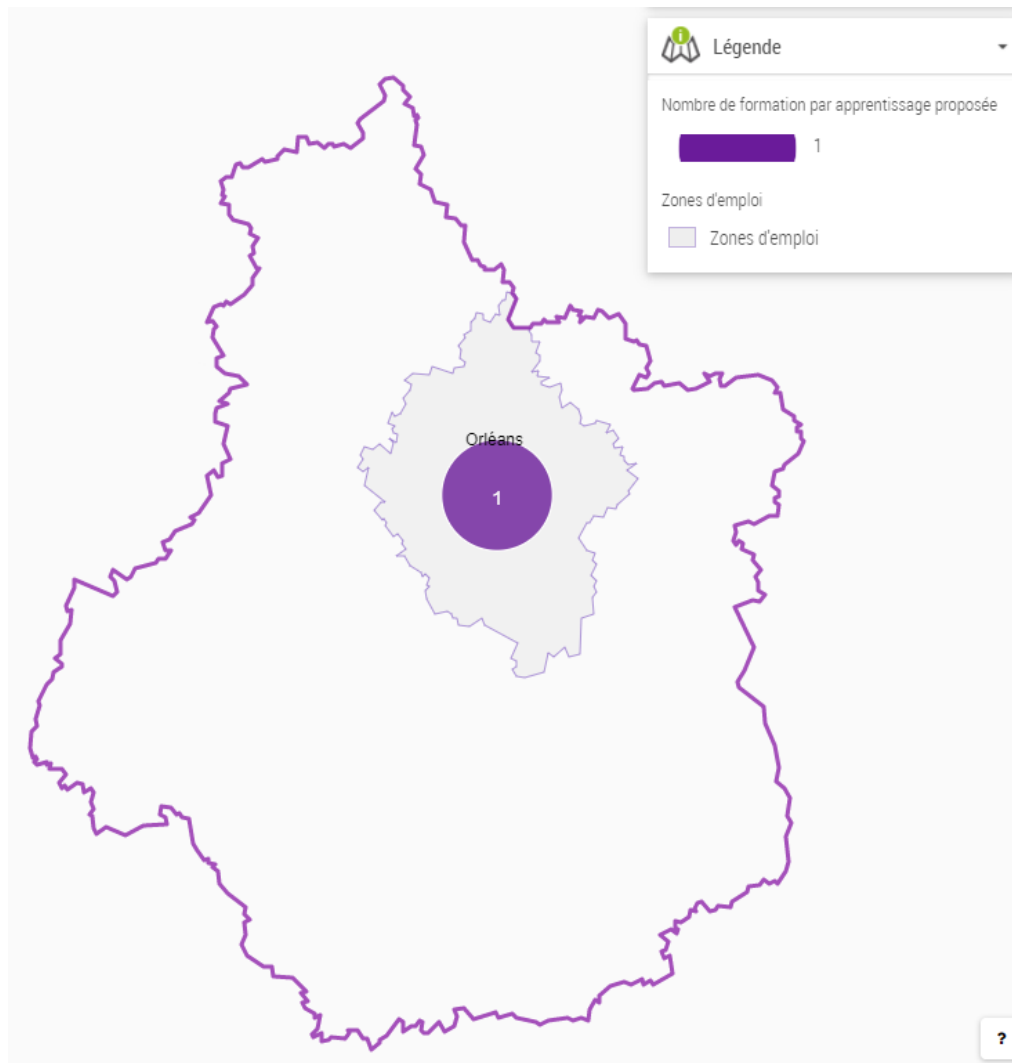 Légende
Nombre de formation par apprentissage proposée
1
Zones d'emploi
Zones d'emploi
Orléans
1
?